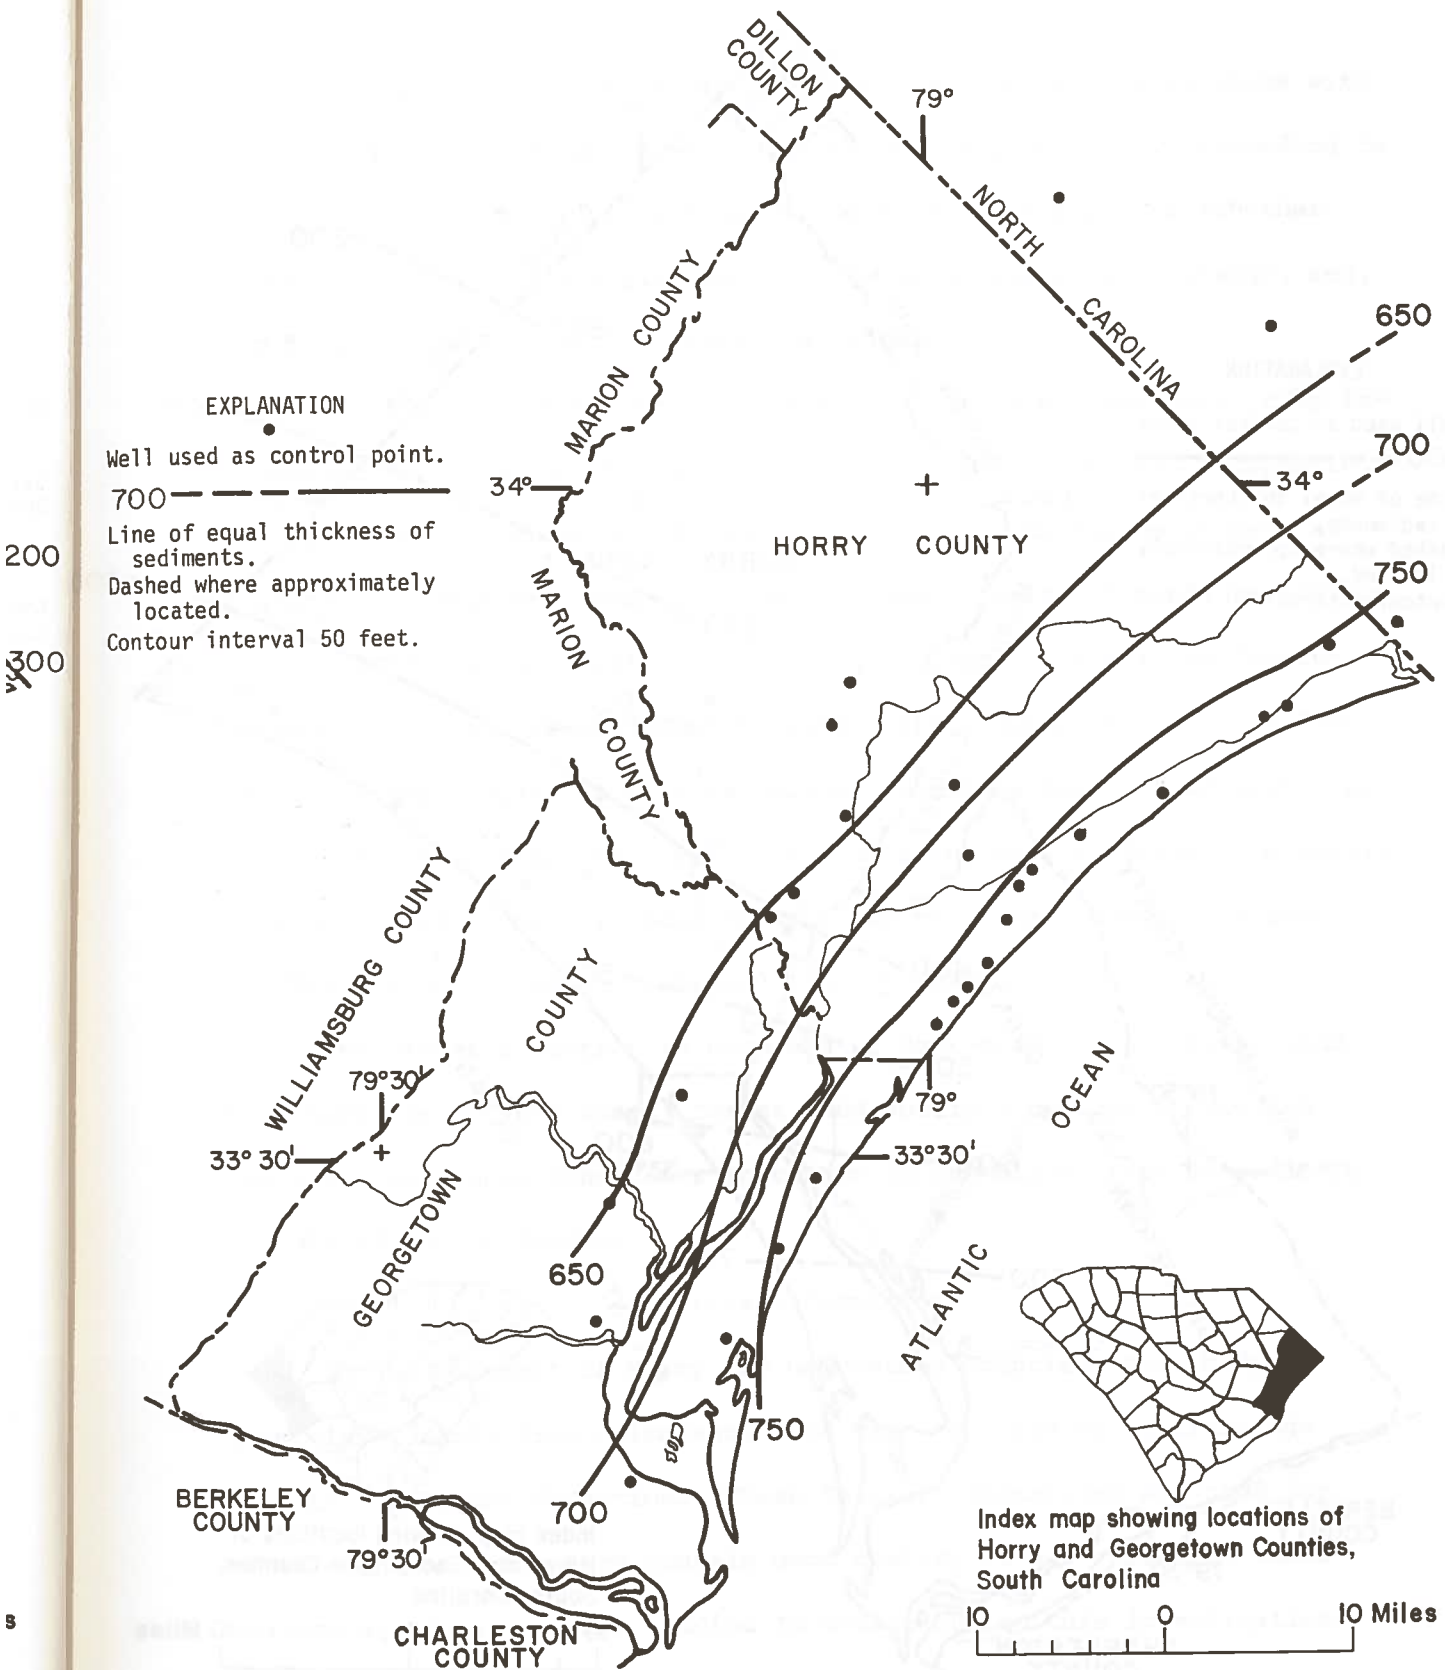 DILLON
COUNTY
79°
NORTH
CAROLINA
MARION COUNTY
650
EXPLANATION
Well used as control point.
700
Line of equal thickness of
sediments.
Dashed where approximately
located.
Contour interval 50 feet.
34°
700
34°
HORRY COUNTY
750
200
300
MARION
COUNTY
WILLIAMSBURG COUNTY
COUNTY
GEORGETOWN
79°30'
33°30'
79°
33°30'
OCEAN
ATLANTIC
650
750
700
BERKELEY
COUNTY
79°30'
CHARLESTON
COUNTY
Index map showing locations of
Horry and Georgetown Counties,
South Carolina
10 0 10 Miles
s